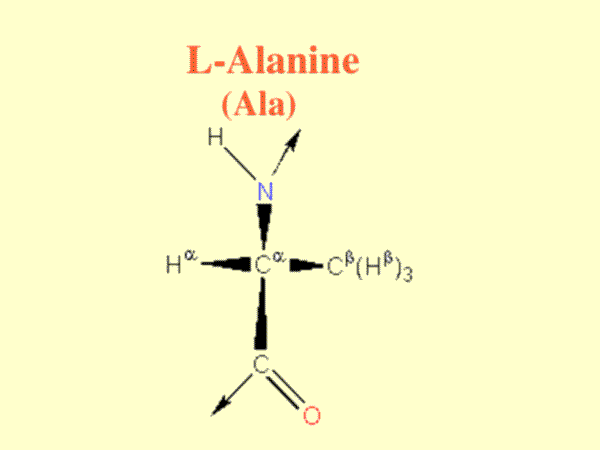 L-Alanine
(Ala)
H
N
Hα Cα Cβ(Hβ)3
C
O